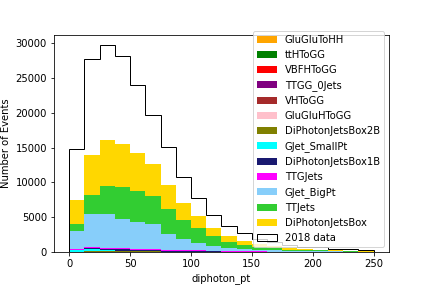 30000
25000
20000
15000
10000
5000
0
Number of Events
0
50
100
150
200
250
diphoton_pt
GluGluToHH
ttHToGG
VBFHToGG
TTGG_0Jets
VHToGG
GluGluHToGG
DiPhotonJetsBox2B
GJet_SmallPt
DiPhotonJetsBox1B
TTGJets
GJet_BigPt
TTJets
DiPhotonJetsBox
2018 data